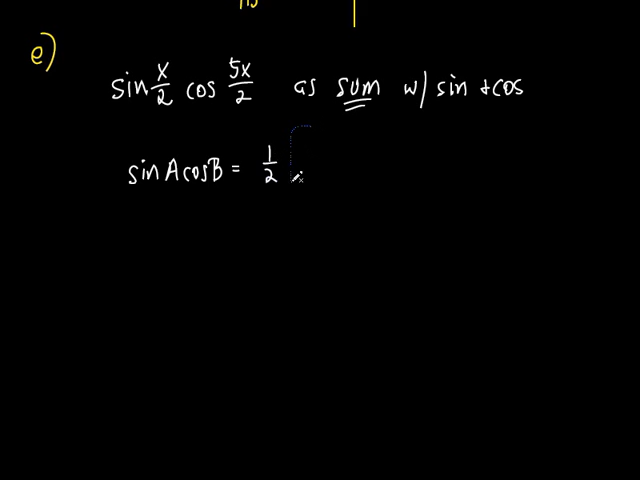 e)
sin x/2 cos 5x/2 as sum w/ sin + cos
sin A cos B = 1/2 [